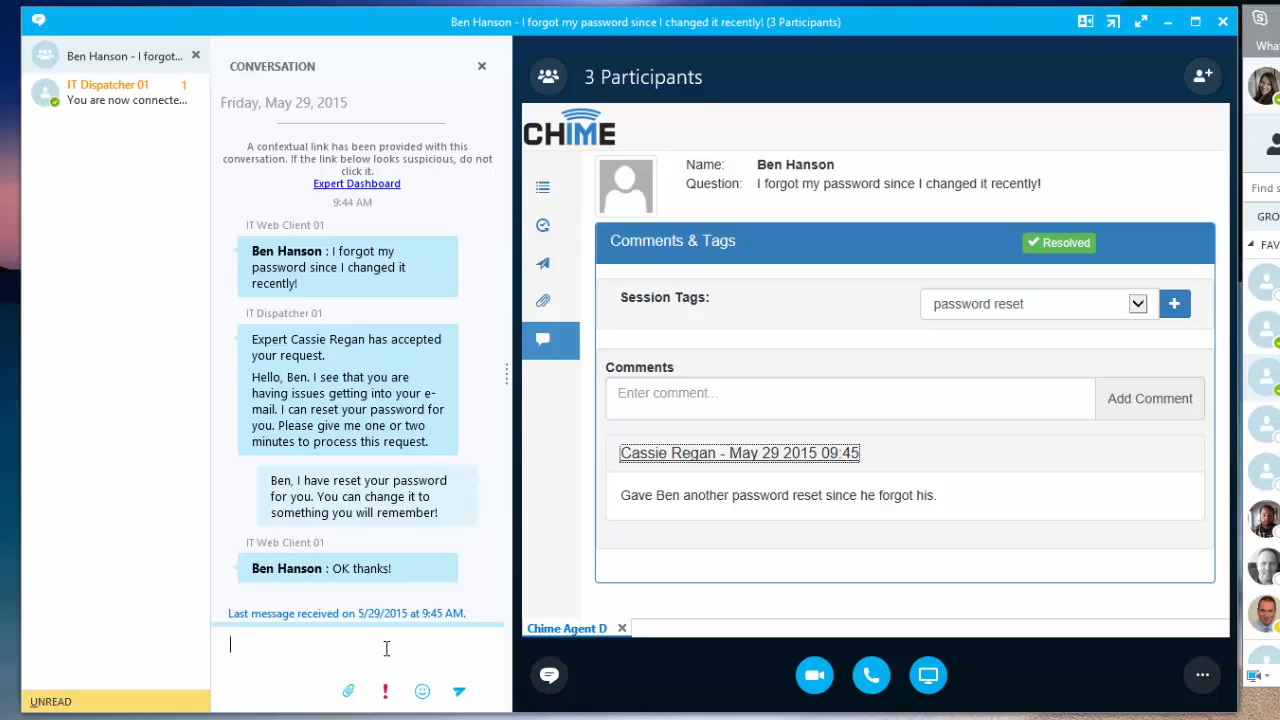 Ben Hanson - I forgot my password since I changed it recently! (3 Participants)
Ben Hanson - I forgot...
IT Dispatcher 01 1
You are now connecte...
UNREAD
CONVERSATION
Friday, May 29, 2015
A contextual link has been provided with this
conversation. If the link below looks suspicious, do not
click it.
Expert Dashboard
9:44 AM
IT Web Client 01
Ben Hanson : I forgot my
password since I changed it
recently!
IT Dispatcher 01
Expert Cassie Regan has accepted
your request.
Hello, Ben. I see that you are
having issues getting into your e-
mail. I can reset your password for
you. Please give me one or two
minutes to process this request.
Ben, I have reset your password
for you. You can change it to
something you will remember!
IT Web Client 01
Ben Hanson : OK thanks!
Last message received on 5/29/2015 at 9:45 AM.
3 Participants
CHIME
Name: Ben Hanson
Question: I forgot my password since I changed it recently!
Comments & Tags
Resolved
Session Tags:
password reset
Comments
Enter comment...
Add Comment
Cassie Regan - May 29 2015 09:45
Gave Ben another password reset since he forgot his.
Chime Agent D
What
Find s
GRO
FAV